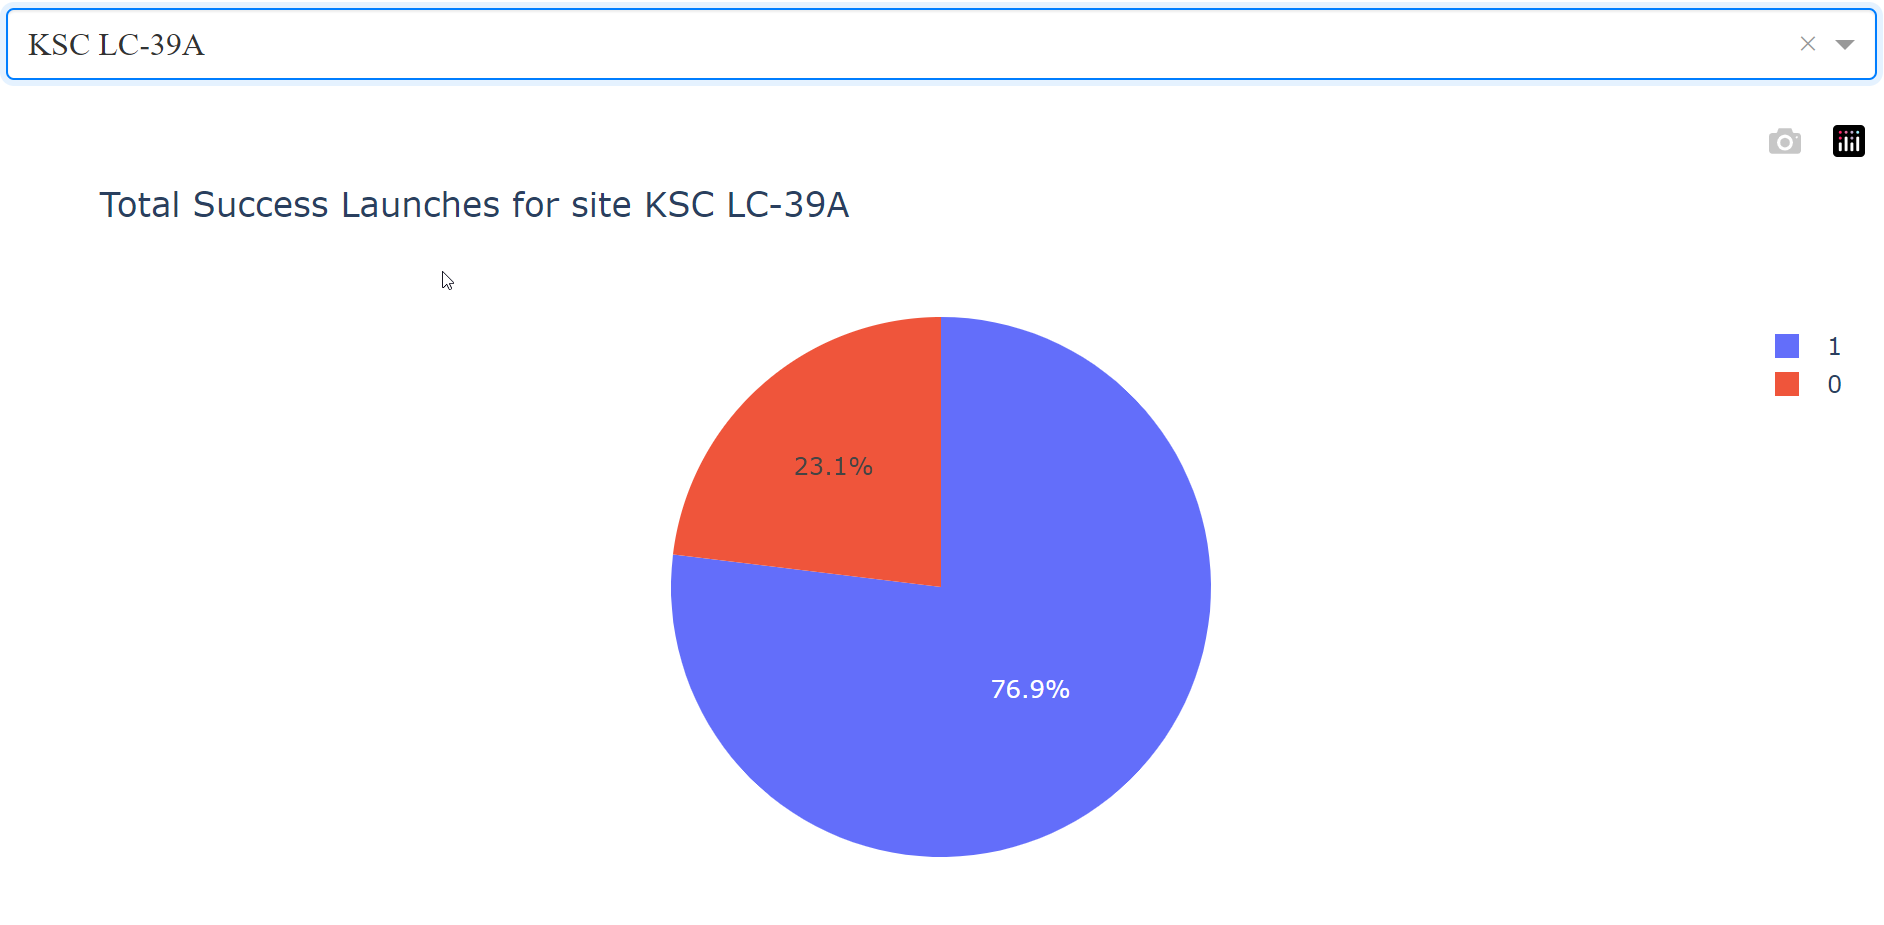 KSC LC-39A
Total Success Launches for site KSC LC-39A
1
0
23.1%
76.9%